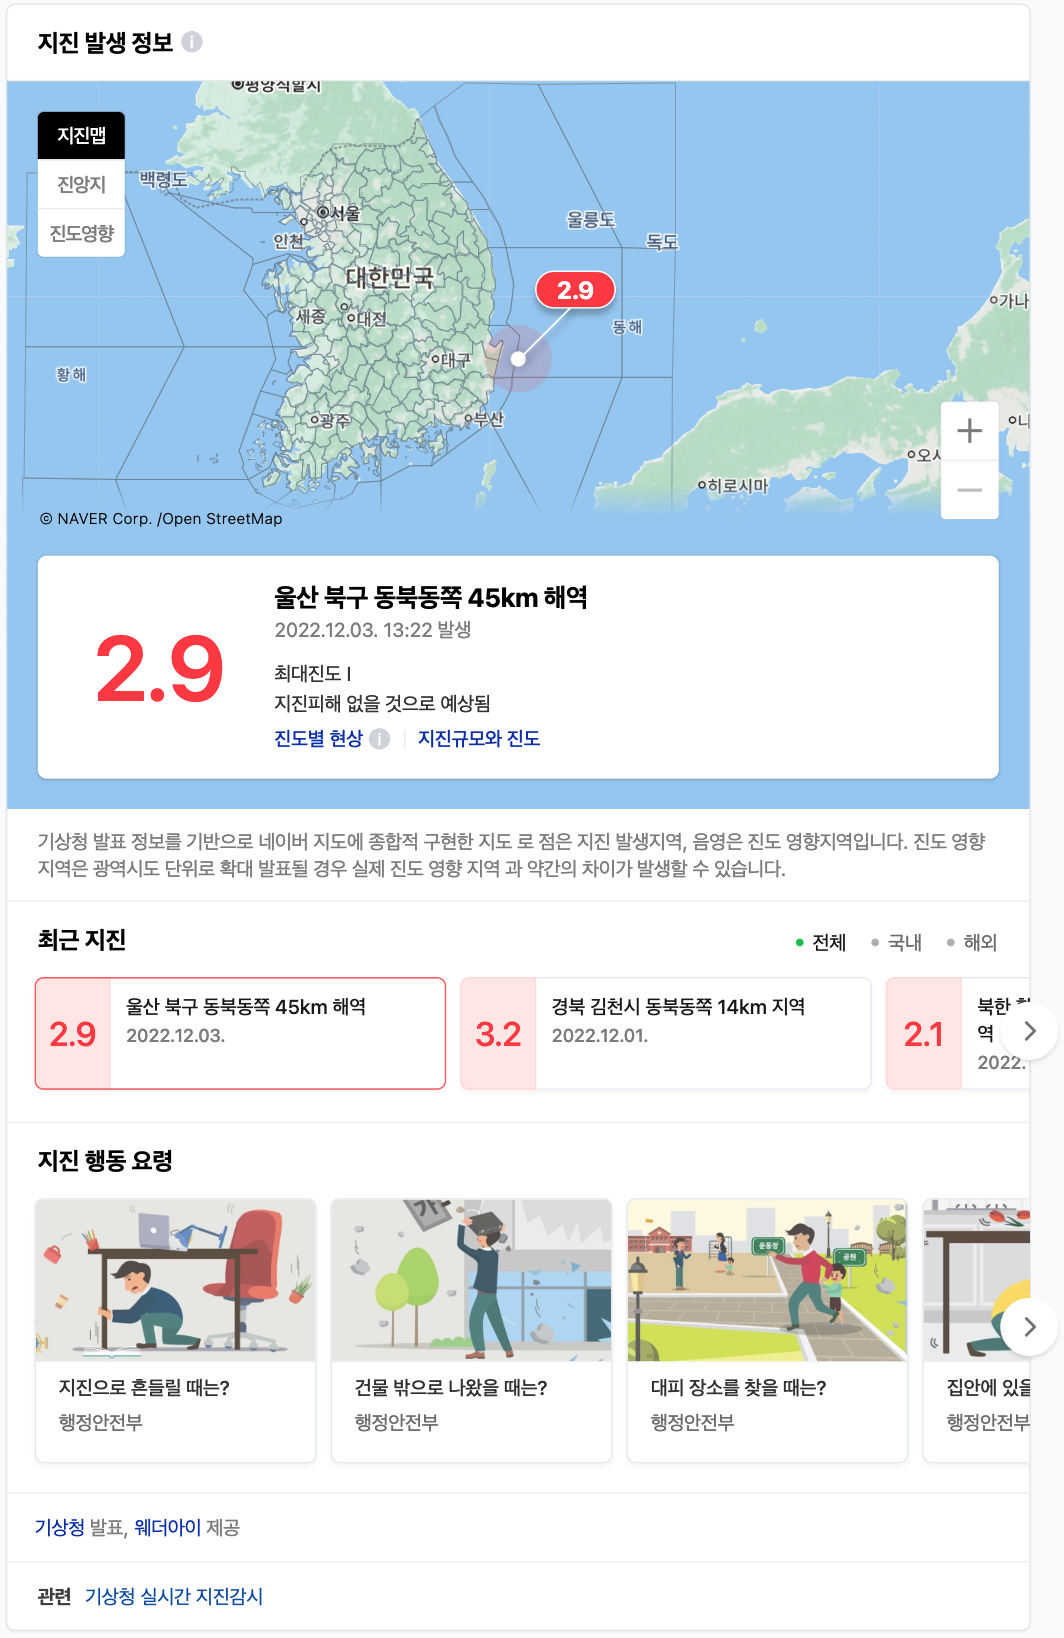 지진 발생 정보
평양직할시
지진맵
진앙지
진도영향
백령도
서울
인천
울릉도
독도
대한민국
2.9
가나
세종
대전
동해
대구
황해
광주
부산
히로시마
© NAVER Corp. /Open StreetMap
2.9
울산 북구 동북동쪽 45km 해역
2022.12.03. 13:22 발생
최대진도 I
지진피해 없을 것으로 예상됨
진도별 현상
지진규모와 진도
기상청 발표 정보를 기반으로 네이버 지도에 종합적 구현한 지도 로 점은 지진 발생지역, 음영은 진도 영향지역입니다. 진도 영향
지역은 광역시도 단위로 확대 발표될 경우 실제 진도 영향 지역 과 약간의 차이가 발생할 수 있습니다.
최근 지진
전체 국내 해외
2.9
울산 북구 동북동쪽 45km 해역
2022.12.03.
3.2
경북 김천시 동북동쪽 14km 지역
2022.12.01.
2.1
북한
역
2022.
지진 행동 요령
운동장
공원
지진으로 흔들릴 때는?
행정안전부
건물 밖으로 나왔을 때는?
행정안전부
대피 장소를 찾을 때는?
행정안전부
집안에 있을
행정안전부
기상청 발표, 웨더아이 제공
관련 기상청 실시간 지진감시